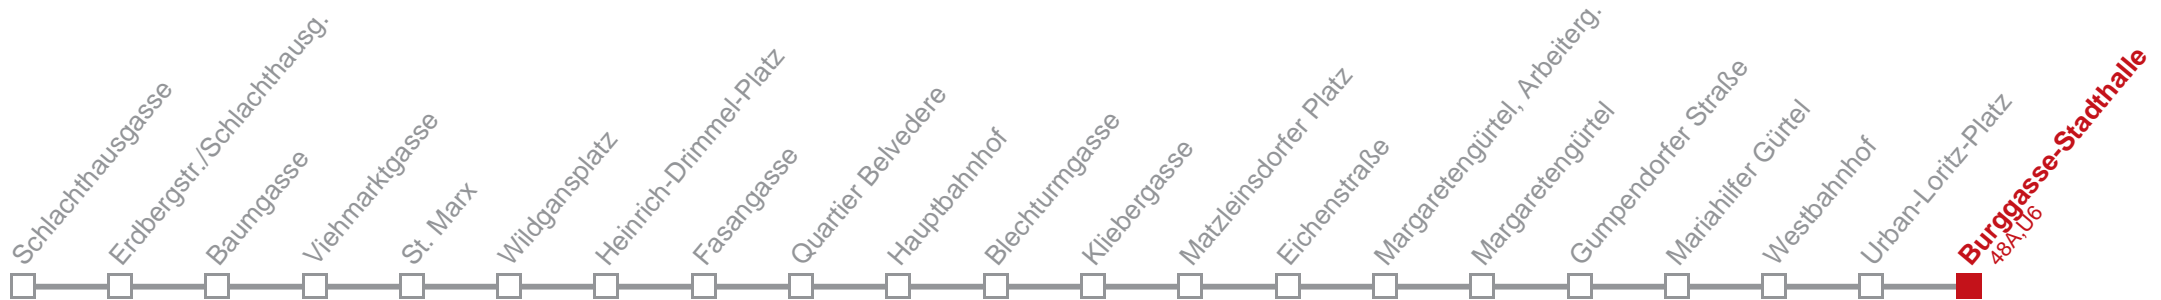 Schlachthausgasse
Erdbergstr./Schlachthausg.
Baumgasse
Viehmarktgasse
St. Marx
Wildgansplatz
Heinrich-Drimmel-Platz
Fasangasse
Quartier Belvedere
Hauptbahnhof
Blechturmgasse
Kliebergasse
Matzleinsdorfer Platz
Eichenstraße
Margaretengürtel, Arbeiterg.
Margaretengürtel
Gumpendorfer Straße
Mariahilfer Gürtel
Westbahnhof
Urban-Loritz-Platz
Burggasse-Stadthalle
48A,U6